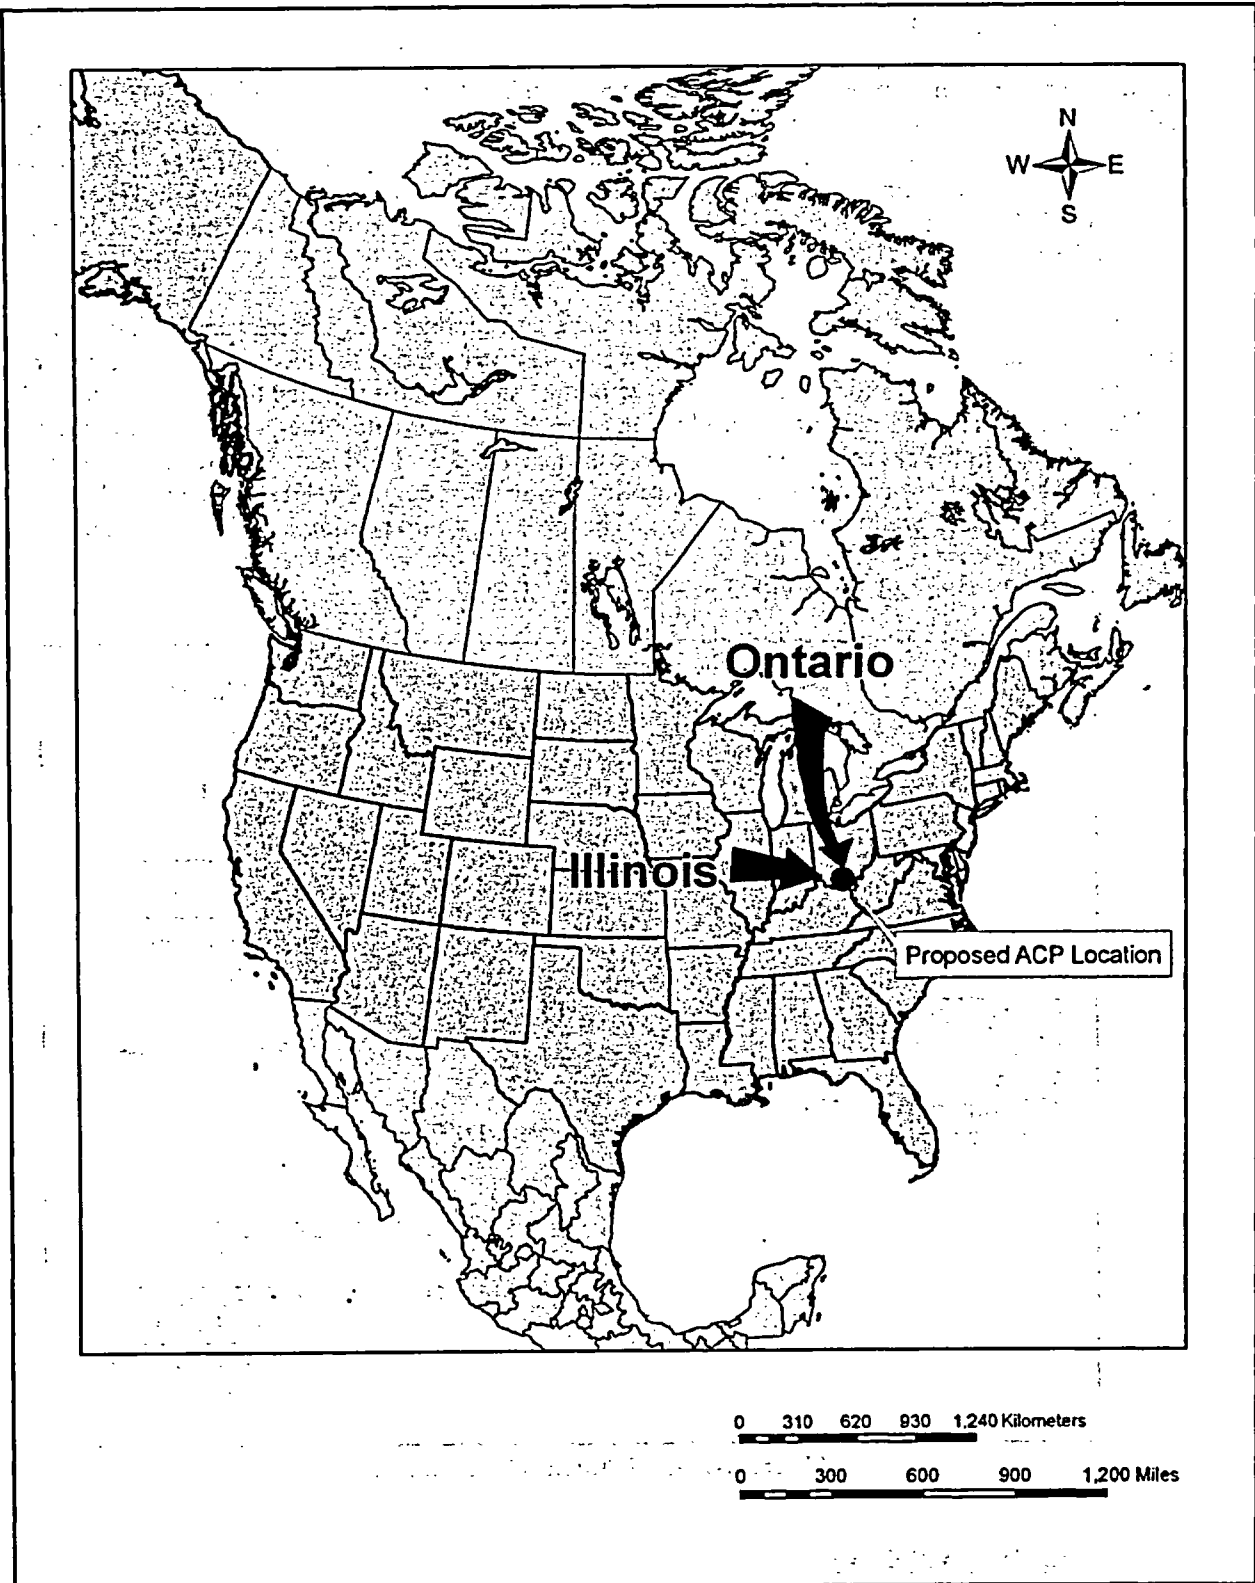 N
W E
S
Ontario
Illinois
Proposed ACP Location
0 310 620 930 1,240 Kilometers
0 300 600 900 1,200 Miles